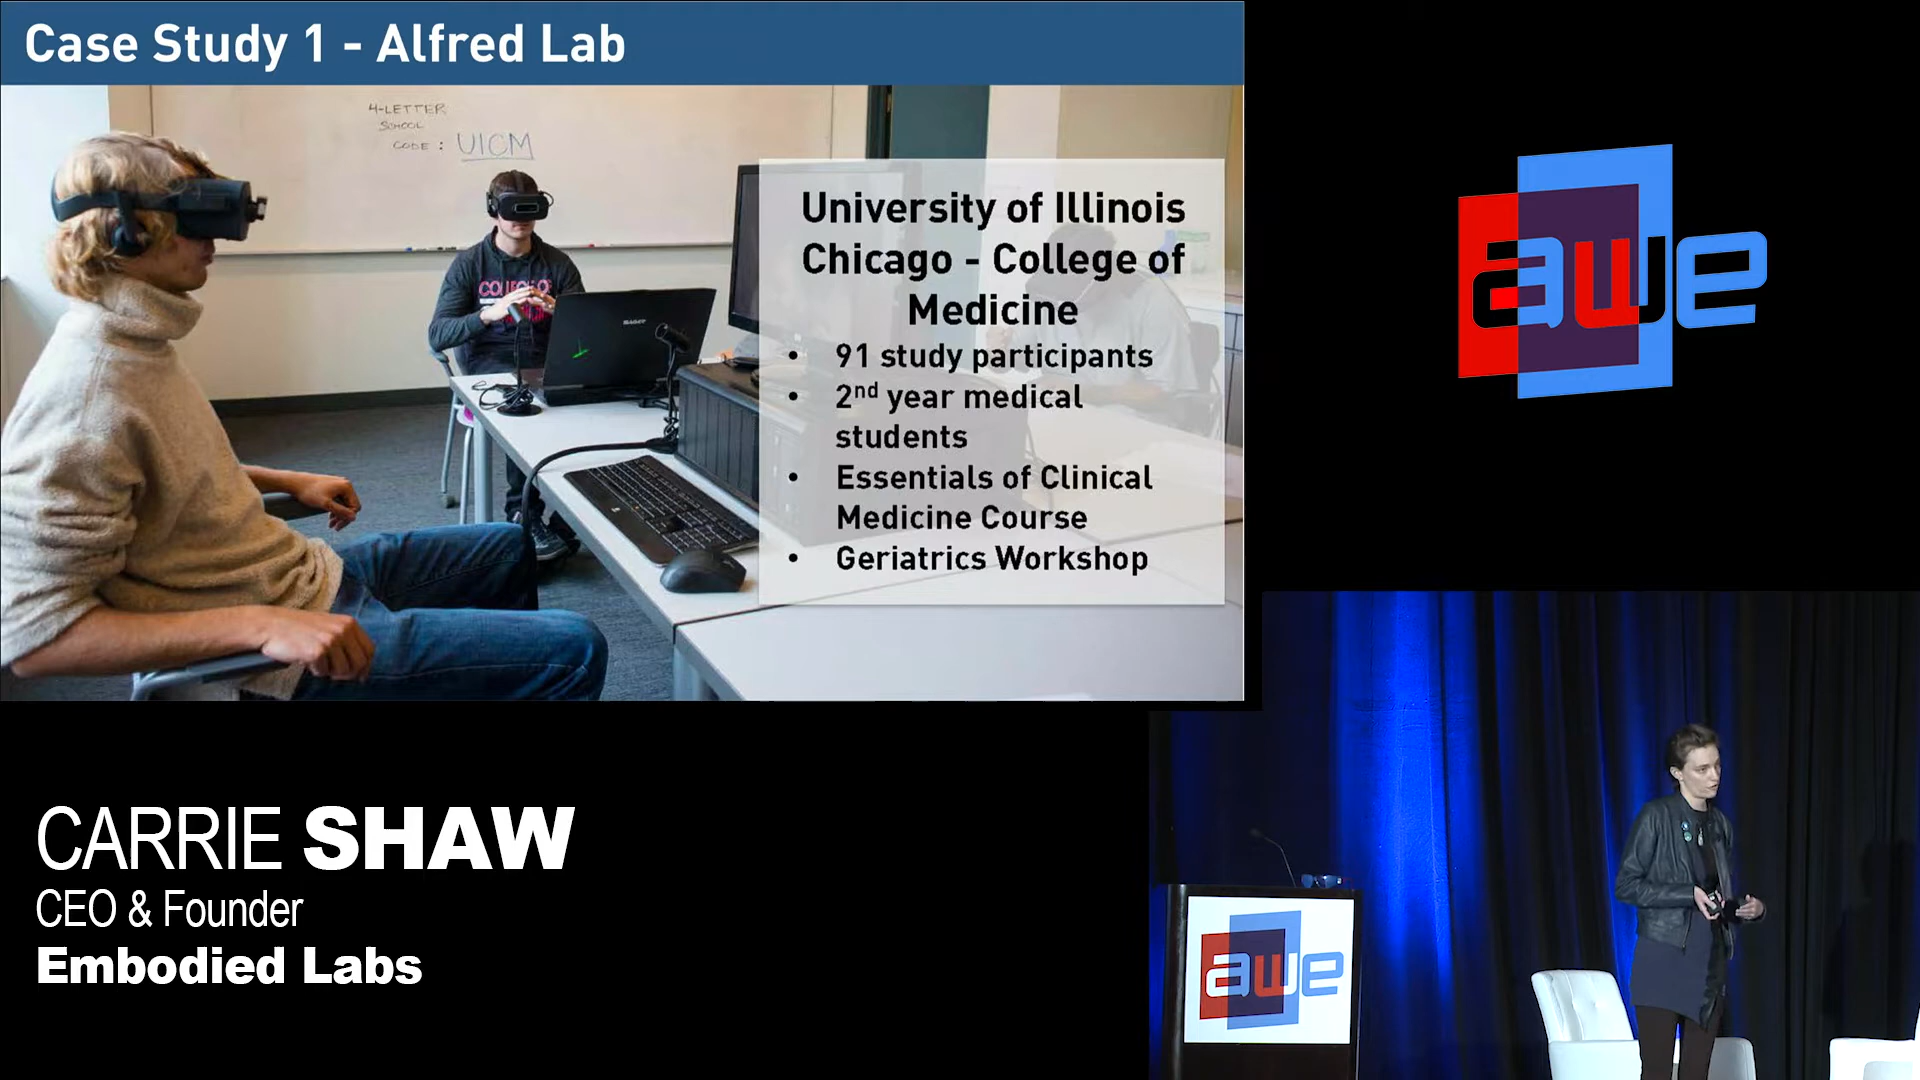 Case Study 1 - Alfred Lab
4-LETTER
SCHOOL
CODE : UICM
University of Illinois
Chicago - College of
Medicine
• 91 study participants
• 2nd year medical
students
• Essentials of Clinical
Medicine Course
• Geriatrics Workshop
awe
CARRIE SHAW
CEO & Founder
Embodied Labs
awe